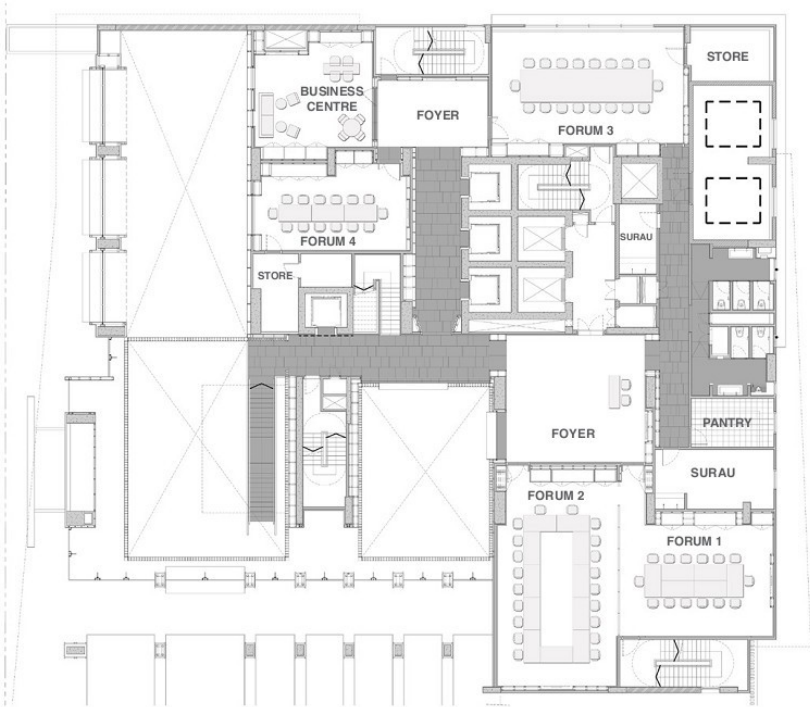 STORE
BUSINESS
CENTRE
FOYER
FORUM 3
SURAU
FORUM 4
STORE
PANTRY
FOYER
SURAU
FORUM 2
FORUM 1